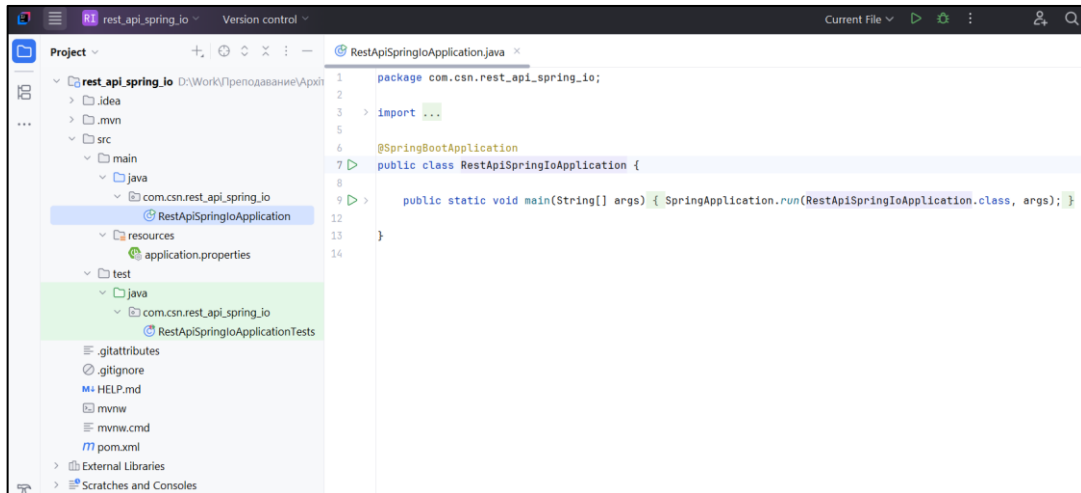 RI rest_api_spring_io Version control Current File
Project
rest_api_spring_io D:\Work\Преподавание\Архіт
.idea
.mvn
src
main
java
com.csn.rest_api_spring_io
RestApiSpringIoApplication
resources
application.properties
test
java
com.csn.rest_api_spring_io
RestApiSpringIoApplicationTests
.gitattributes
.gitignore
M↓ HELP.md
mvnw
mvnw.cmd
m pom.xml
External Libraries
Scratches and Consoles
RestApiSpringIoApplication.java
1 package com.csn.rest_api_spring_io;
2
3 import ...
5
6 @SpringBootApplication
7 public class RestApiSpringIoApplication {
8
9 public static void main(String[] args) { SpringApplication.run(RestApiSpringIoApplication.class, args); }
12
13 }
14